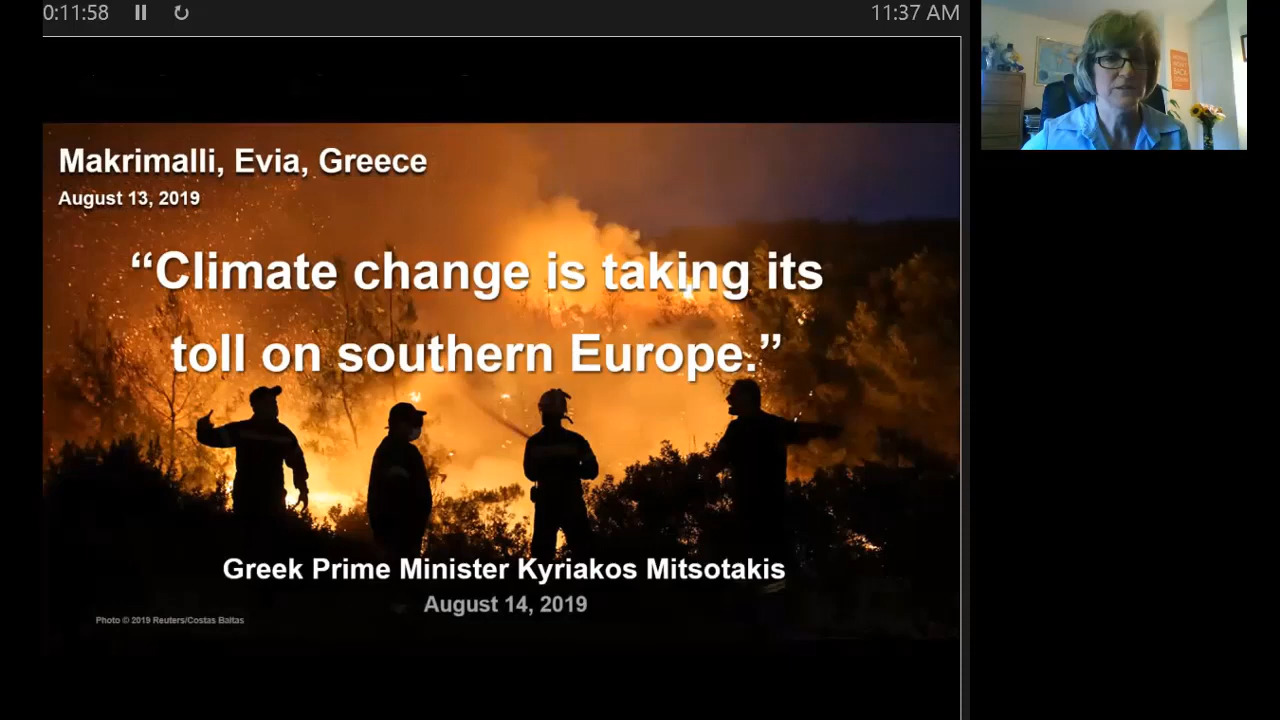 0:11:58
11:37 AM
Makrimalli, Evia, Greece
August 13, 2019
“Climate change is taking its
toll on southern Europe.”
Greek Prime Minister Kyriakos Mitsotakis
August 14, 2019
Photo © 2019 Reuters/Costas Baltas